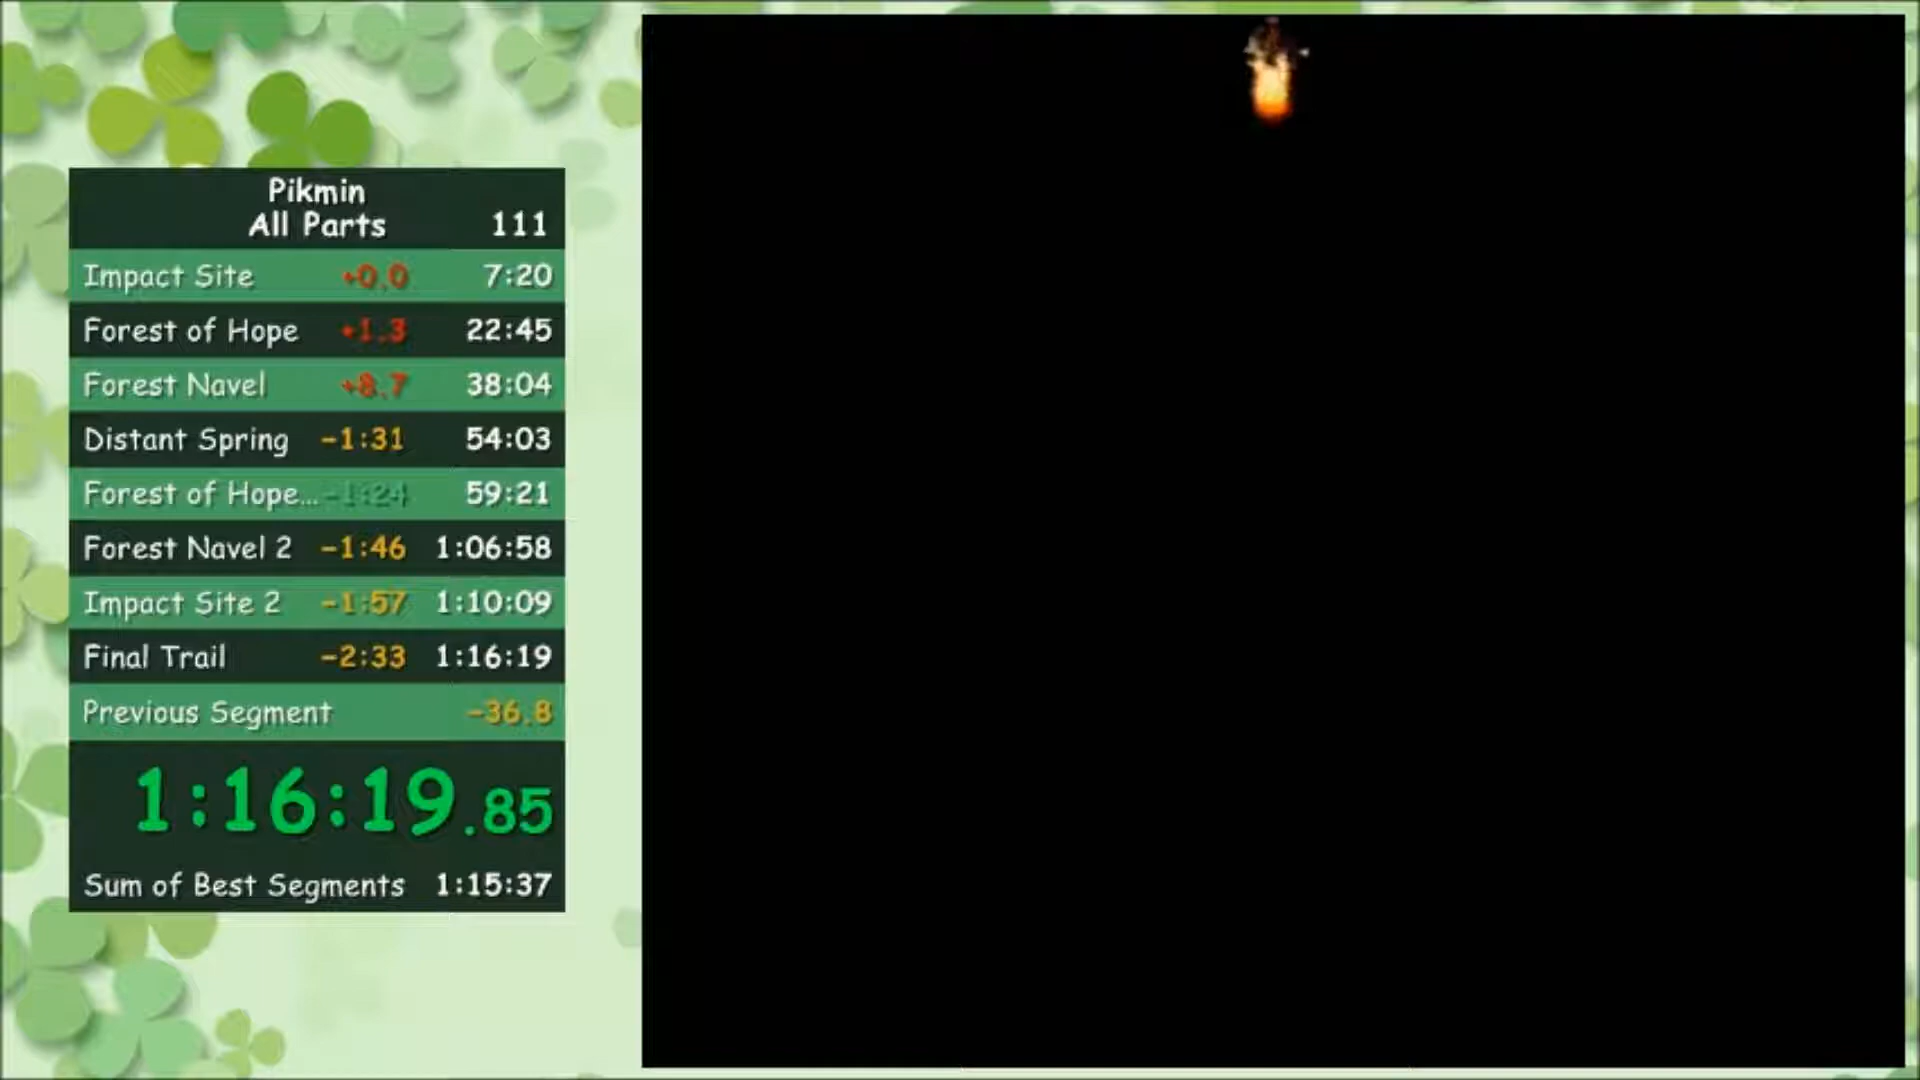 Pikmin
All Parts 111
Impact Site +0.0 7:20
Forest of Hope +1.3 22:45
Forest Navel +8.7 38:04
Distant Spring -1:31 54:03
Forest of Hope... -1:24 59:21
Forest Navel 2 -1:46 1:06:58
Impact Site 2 -1:57 1:10:09
Final Trail -2:33 1:16:19
Previous Segment -36.8
1:16:19.85
Sum of Best Segments 1:15:37